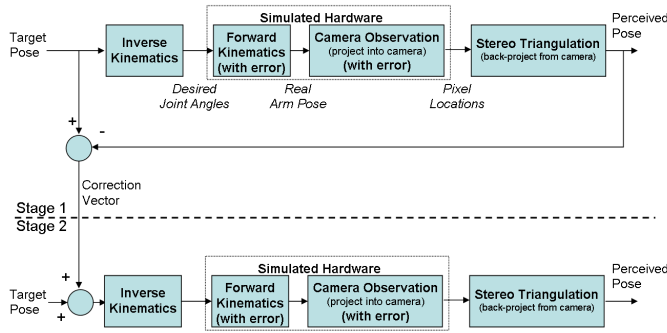 Simulated Hardware
Target
Pose
Inverse
Kinematics
Forward
Kinematics
(with error)
Camera Observation
(project into camera)
(with error)
Stereo Triangulation
(back-project from camera)
Perceived
Pose
Desired
Joint Angles
Real
Arm Pose
Pixel
Locations
+
-
Correction
Vector
Stage 1
Stage 2
Simulated Hardware
+
Target
Pose
+
Inverse
Kinematics
Forward
Kinematics
(with error)
Camera Observation
(project into camera)
(with error)
Stereo Triangulation
(back-project from camera)
Perceived
Pose